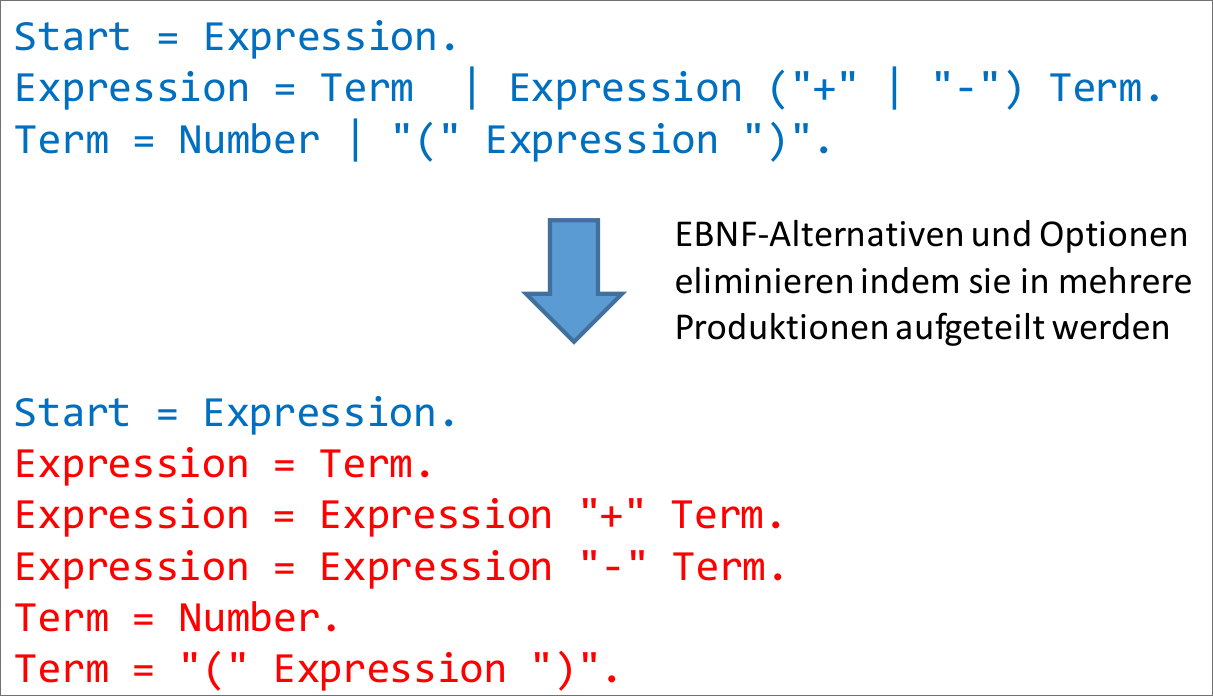 Start = Expression.
Expression = Term  | Expression ("+" | "-") Term.
Term = Number | "(" Expression ")".
EBNF-Alternativen und Optionen
eliminieren indem sie in mehrere
Produktionen aufgeteilt werden
Start = Expression.
Expression = Term.
Expression = Expression "+" Term.
Expression = Expression "-" Term.
Term = Number.
Term = "(" Expression ")".